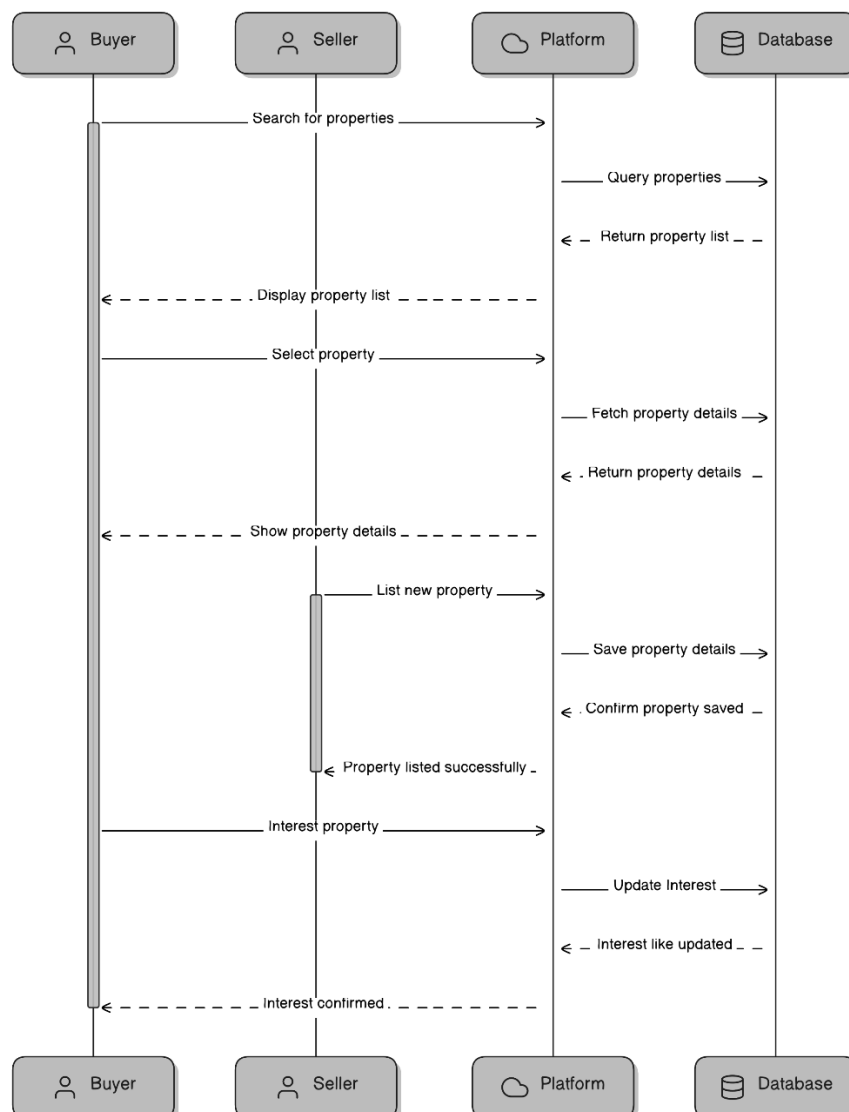 Buyer
Seller
Platform
Database
Search for properties
Query properties
Return property list
Display property list
Select property
Fetch property details
Return property details
Show property details
List new property
Save property details
Confirm property saved
Property listed successfully
Interest property
Update Interest
Interest like updated
Interest confirmed
Buyer
Seller
Platform
Database